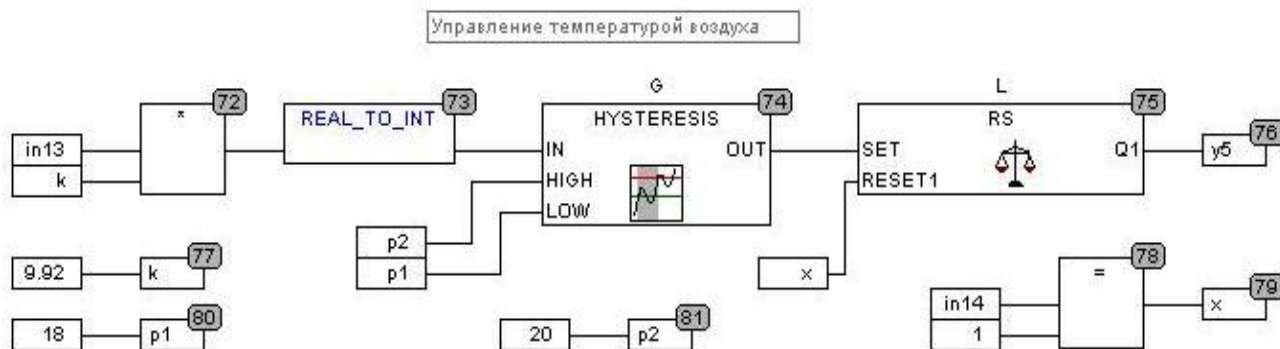 Управление температурой воздуха
G
L
72
73
74
75
*
REAL_TO_INT
HYSTERESIS
RS
76
in13
IN
OUT
SET
Q1
y5
k
HIGH
RESET1
LOW
p2
77
78
p1
x
=
9.92
k
79
in14
x
80
81
18
p1
20
p2
1